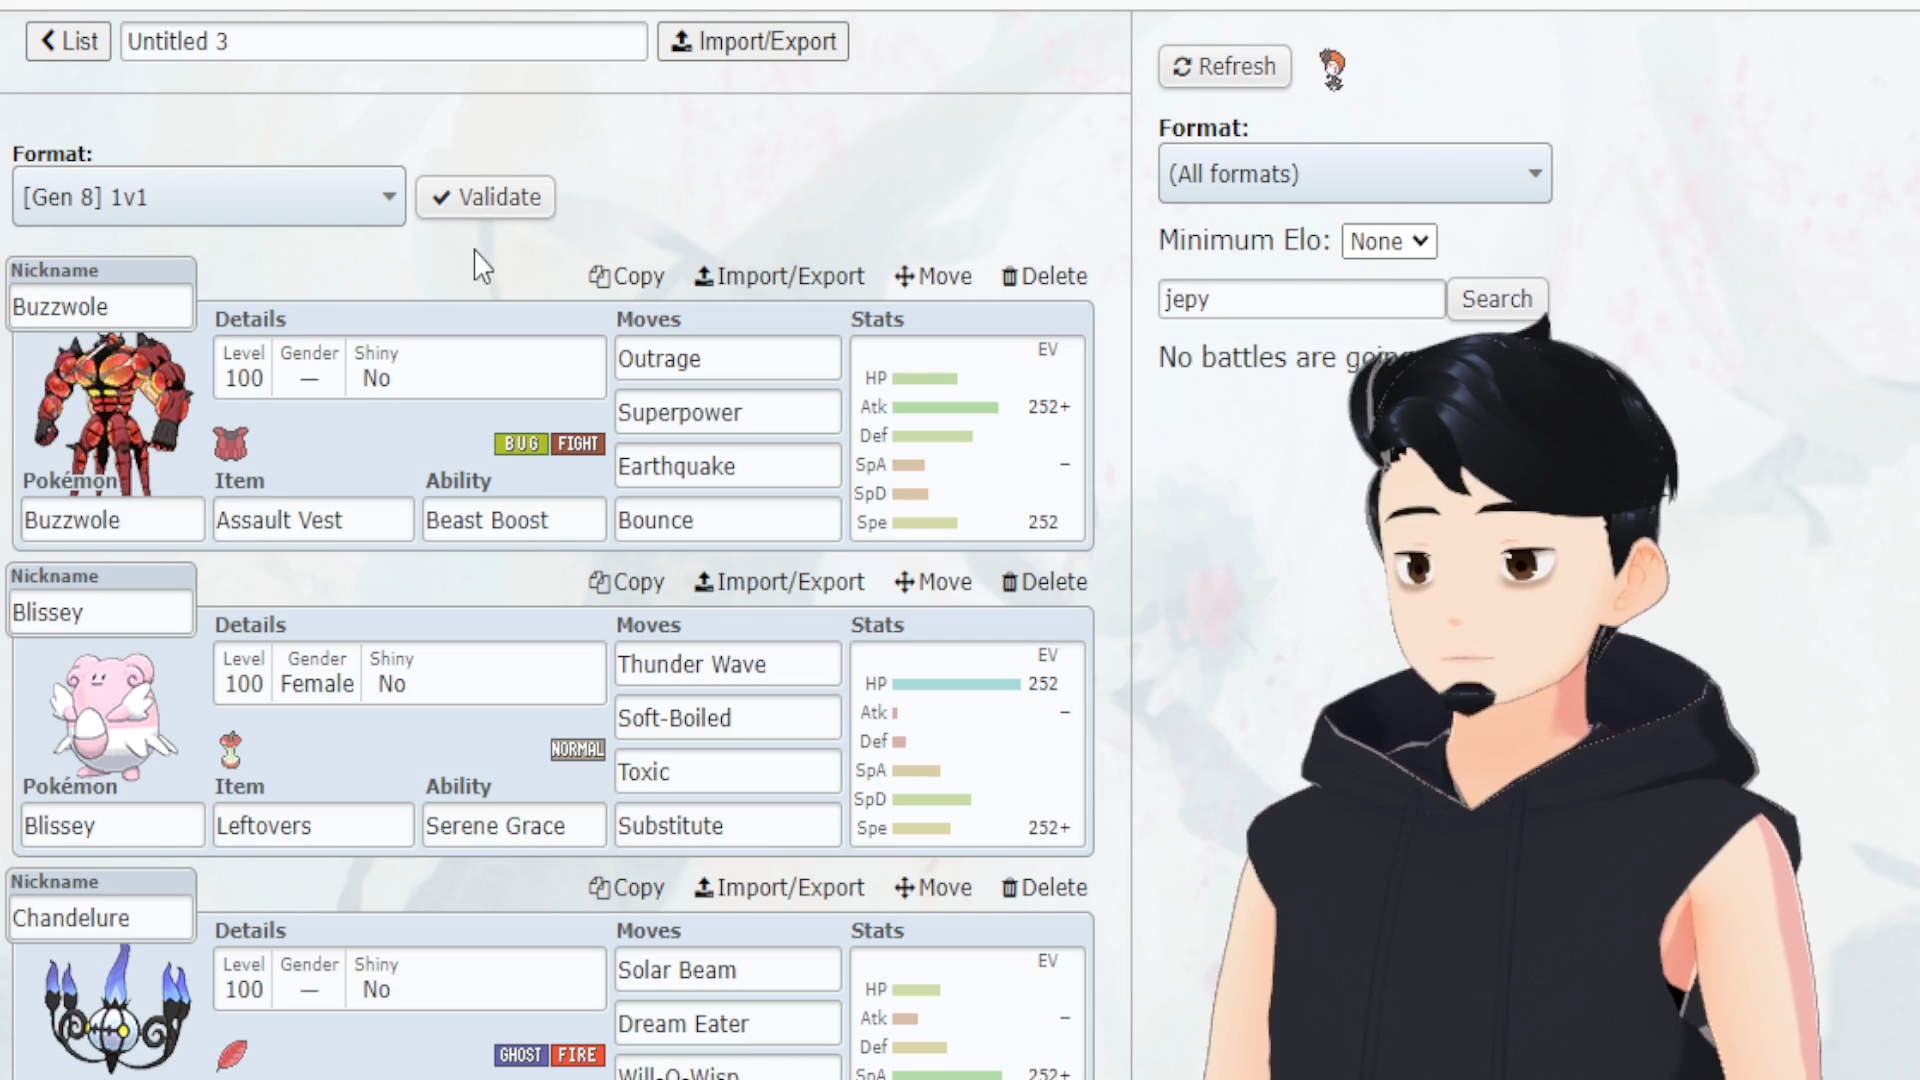 List
Untitled 3
Import/Export
Format:
[Gen 8] 1v1
Validate
Copy
Import/Export
Move
Delete
Nickname
Buzzwole
Details
Moves
Stats
Level
Gender
Shiny
100
—
No
Outrage
Superpower
Earthquake
Bounce
EV
HP
Atk 252+
Def
SpA –
SpD
Spe 252
BUG FIGHT
Pokémon
Item
Ability
Buzzwole
Assault Vest
Beast Boost
Copy
Import/Export
Move
Delete
Nickname
Blissey
Details
Moves
Stats
Level
Gender
Shiny
100
Female
No
Thunder Wave
Soft-Boiled
Toxic
Substitute
EV
HP 252
Atk –
Def
SpA
SpD
Spe 252+
NORMAL
Pokémon
Item
Ability
Blissey
Leftovers
Serene Grace
Copy
Import/Export
Move
Delete
Nickname
Chandelure
Details
Moves
Stats
Level
Gender
Shiny
100
—
No
Solar Beam
Dream Eater
Will-O-Wisp
EV
HP
Atk –
Def
SpA 252+
GHOST FIRE
Refresh
Format:
(All formats)
Minimum Elo: None
jepy
Search
No battles are going